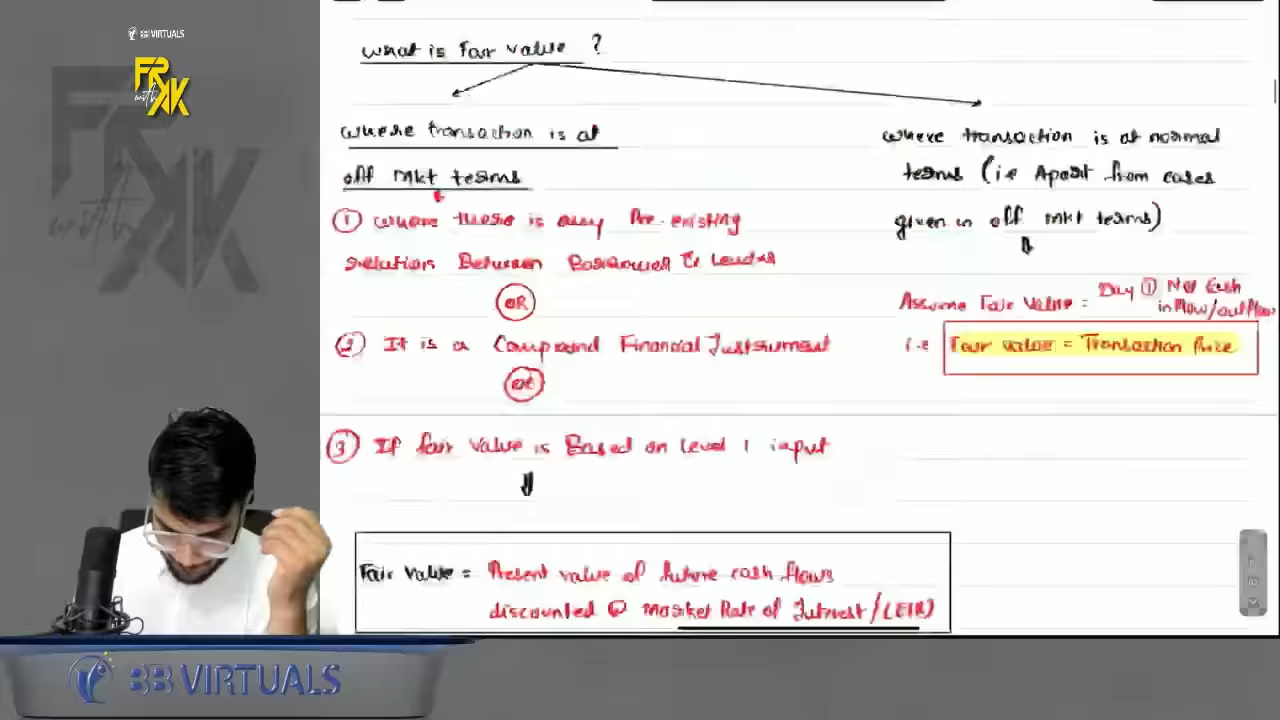 BB VIRTUALS
FR
with
KK
What is Fair value ?
where transaction is at
off Mkt terms
① where there is any Pre-existing
relation Between Borrower & Lender
OR
② It is a Compound Financial Instrument
OR
③ If fair value is Based on Level 1 input
Fair value = Present value of future cash flows
discounted @ Market Rate of Interest/(EIR)
where transaction is at normal
terms (i.e Apart from cases
given in off mkt terms)
Assume Fair Value = Day ① Net Cash
inflow/outflow
i.e Fair value = Transaction Price
BB VIRTUALS